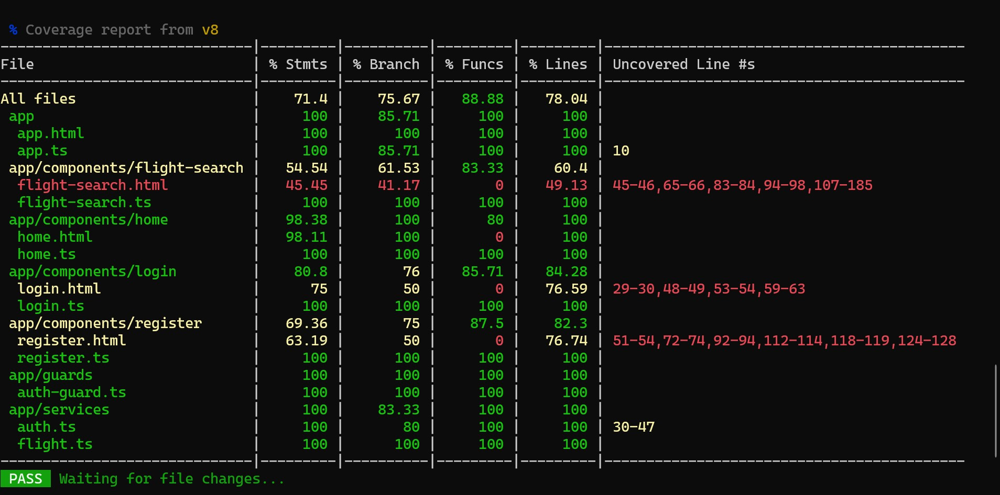 % Coverage report from v8
-------------------------------|---------|----------|---------|---------|-------------------------------------------
File | % Stmts | % Branch | % Funcs | % Lines | Uncovered Line #s
-------------------------------|---------|----------|---------|---------|-------------------------------------------
All files | 71.4 | 75.67 | 88.88 | 78.04 |
app | 100 | 85.71 | 100 | 100 |
app.html | 100 | 100 | 100 | 100 |
app.ts | 100 | 85.71 | 100 | 100 | 10
app/components/flight-search | 54.54 | 61.53 | 83.33 | 60.4 |
flight-search.html | 45.45 | 41.17 | 0 | 49.13 | 45-46,65-66,83-84,94-98,107-185
flight-search.ts | 100 | 100 | 100 | 100 |
app/components/home | 98.38 | 100 | 80 | 100 |
home.html | 98.11 | 100 | 0 | 100 |
home.ts | 100 | 100 | 100 | 100 |
app/components/login | 80.8 | 76 | 85.71 | 84.28 |
login.html | 75 | 50 | 0 | 76.59 | 29-30,48-49,53-54,59-63
login.ts | 100 | 100 | 100 | 100 |
app/components/register | 69.36 | 75 | 87.5 | 82.3 |
register.html | 63.19 | 50 | 0 | 76.74 | 51-54,72-74,92-94,112-114,118-119,124-128
register.ts | 100 | 100 | 100 | 100 |
app/guards | 100 | 100 | 100 | 100 |
auth-guard.ts | 100 | 100 | 100 | 100 |
app/services | 100 | 83.33 | 100 | 100 |
auth.ts | 100 | 80 | 100 | 100 | 30-47
flight.ts | 100 | 100 | 100 | 100 |
-------------------------------|---------|----------|---------|---------|-------------------------------------------
PASS Waiting for file changes...